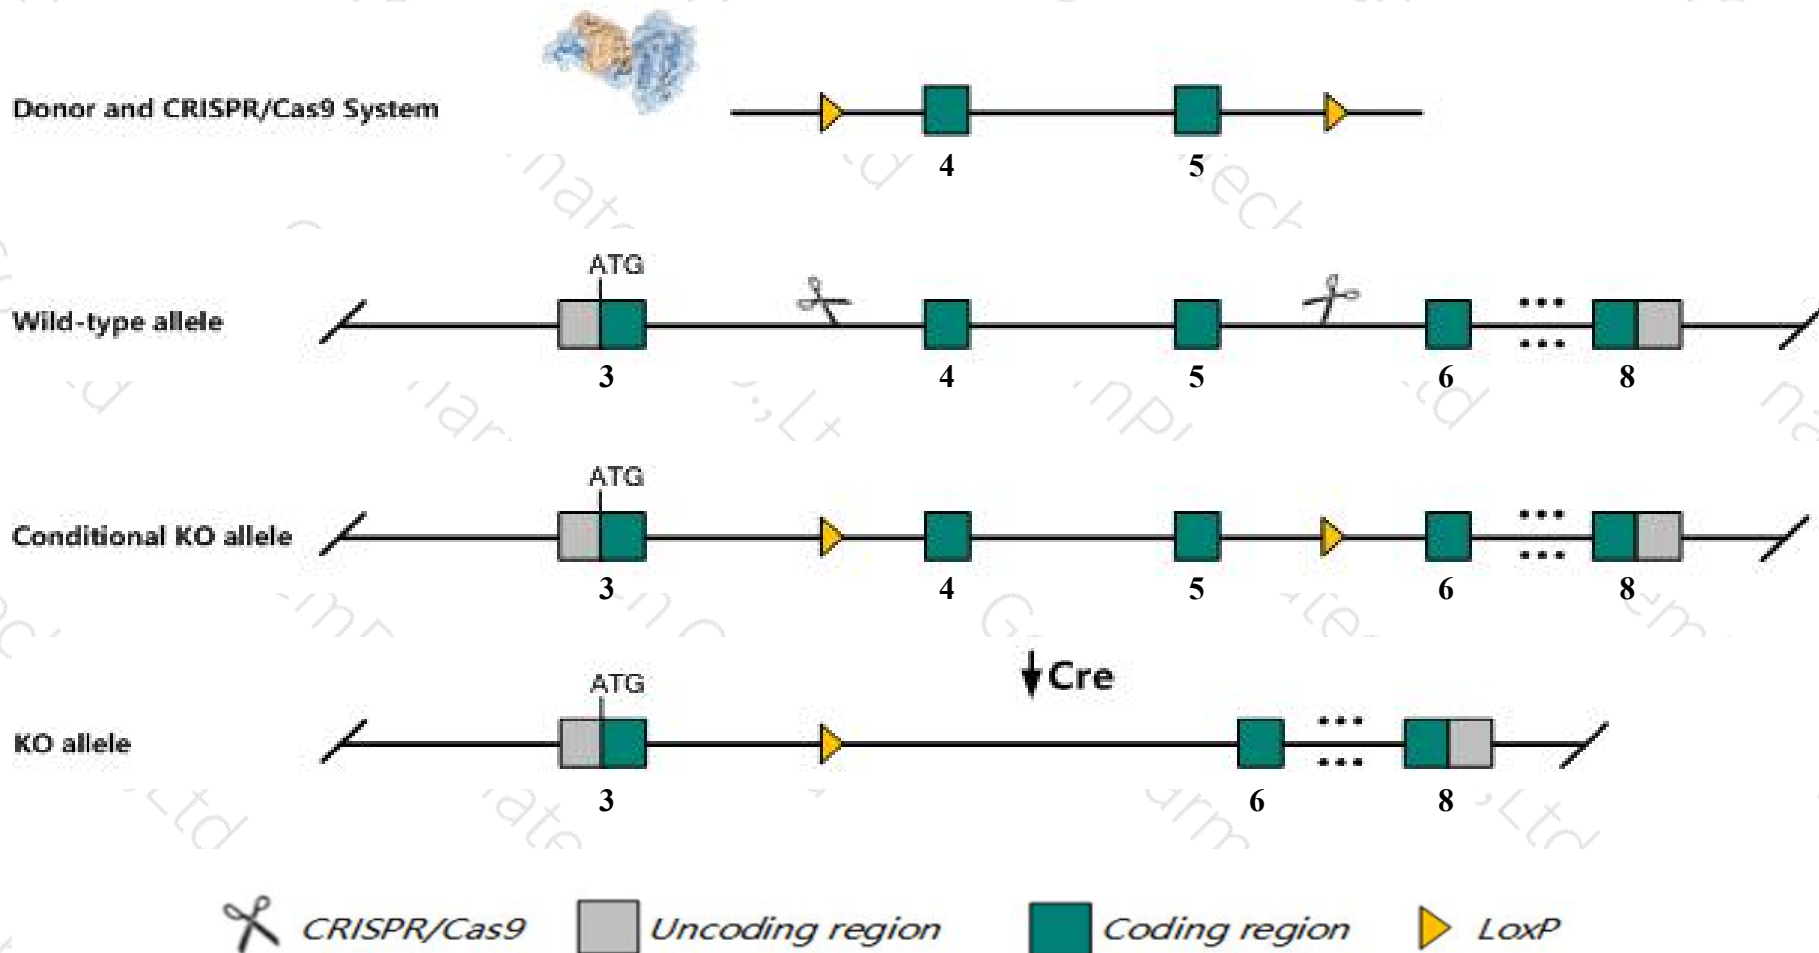 Donor and CRISPR/Cas9 System
4 5
ATG
Wild-type allele
3 4 5 6 8
ATG
Conditional KO allele
3 4 5 6 8
Cre
ATG
KO allele
3 6 8
CRISPR/Cas9 Uncoding region Coding region LoxP